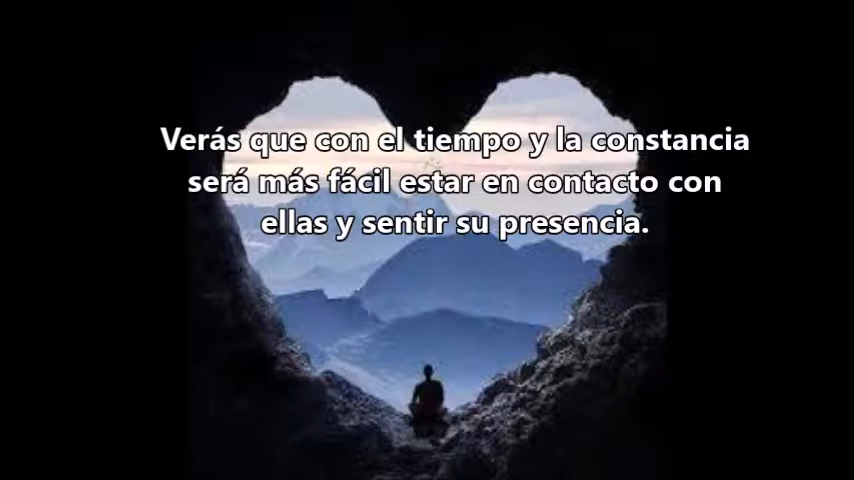 Verás que con el tiempo y la constancia
será más fácil estar en contacto con
ellas y sentir su presencia.